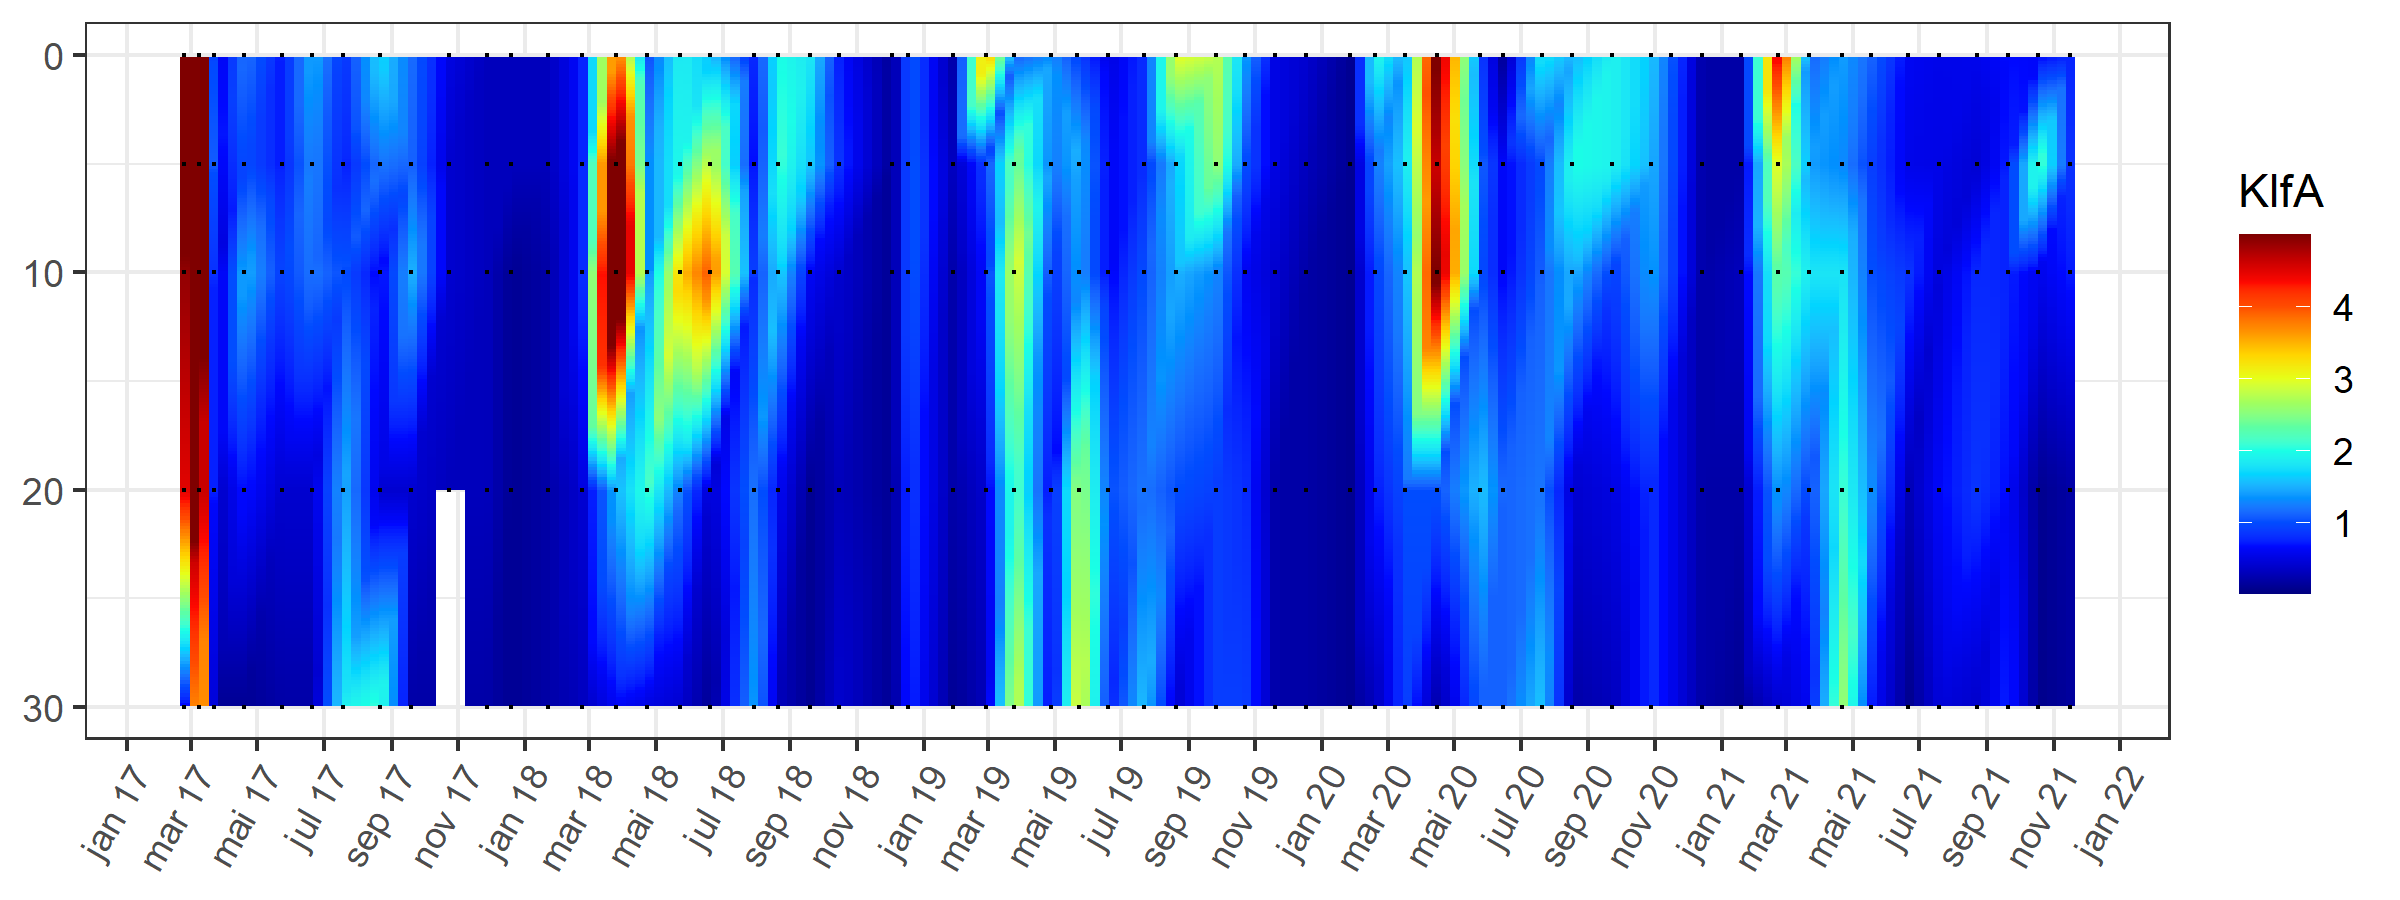 0
10
20
30
jan 17
mar 17
mai 17
jul 17
sep 17
nov 17
jan 18
mar 18
mai 18
jul 18
sep 18
nov 18
jan 19
mar 19
mai 19
jul 19
sep 19
nov 19
jan 20
mar 20
mai 20
jul 20
sep 20
nov 20
jan 21
mar 21
mai 21
jul 21
sep 21
nov 21
jan 22
KlfA
4
3
2
1